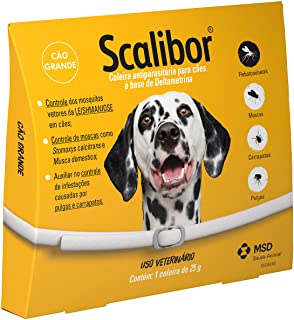 CÃO
GRANDE
Scalibor®
Coleira antiparasitária para cães
à base de Deltametrina
• Controle dos mosquitos
vetores da LEISHMANIOSE
em cães;
• Controle de moscas como
Stomoxys calcitrans e
Musca domestica;
• Auxiliar no controle
de infestações
causadas por
pulgas e carrapatos.
Flebotomíneos
Moscas
Carrapatos
Pulgas
CÃO GRANDE
USO VETERINÁRIO
Contém: 1 coleira de 25 g
MSD
Saúde Animal